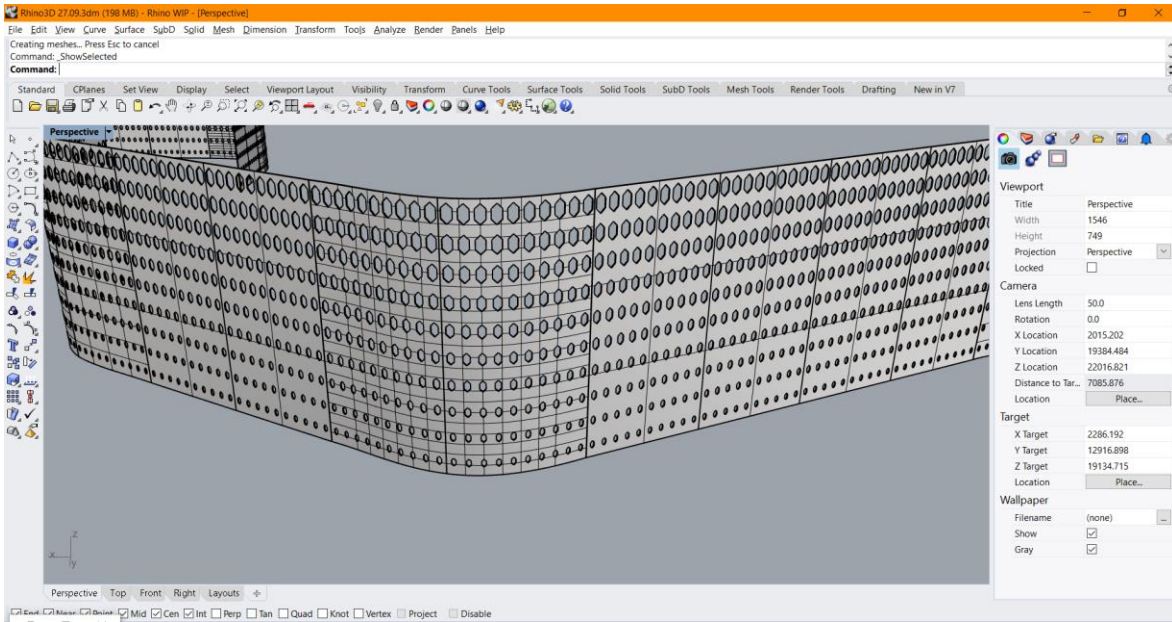 Rhino3D 27.09.3dm (198 MB) - Rhino WIP - [Perspective]
File Edit View Curve Surface SubD Solid Mesh Dimension Transform Tools Analyze Render Panels Help
Creating meshes... Press Esc to cancel
Command: _ShowSelected
Command:
Standard CPlanes Set View Display Select Viewport Layout Visibility Transform Curve Tools Surface Tools Solid Tools SubD Tools Mesh Tools Render Tools Drafting New in V7
Perspective
Viewport
Title Perspective
Width 1546
Height 749
Projection Perspective
Locked
Camera
Lens Length 50.0
Rotation 0.0
X Location 2015.202
Y Location 19384.484
Z Location 22016.821
Distance to Tar... 7085.876
Location Place...
Target
X Target 2286.192
Y Target 12916.898
Z Target 19134.715
Location Place...
Wallpaper
Filename (none) ...
Show
Gray
z
x
y
Perspective Top Front Right Layouts
End Near Point Mid Cen Int Perp Tan Quad Knot Vertex Project Disable